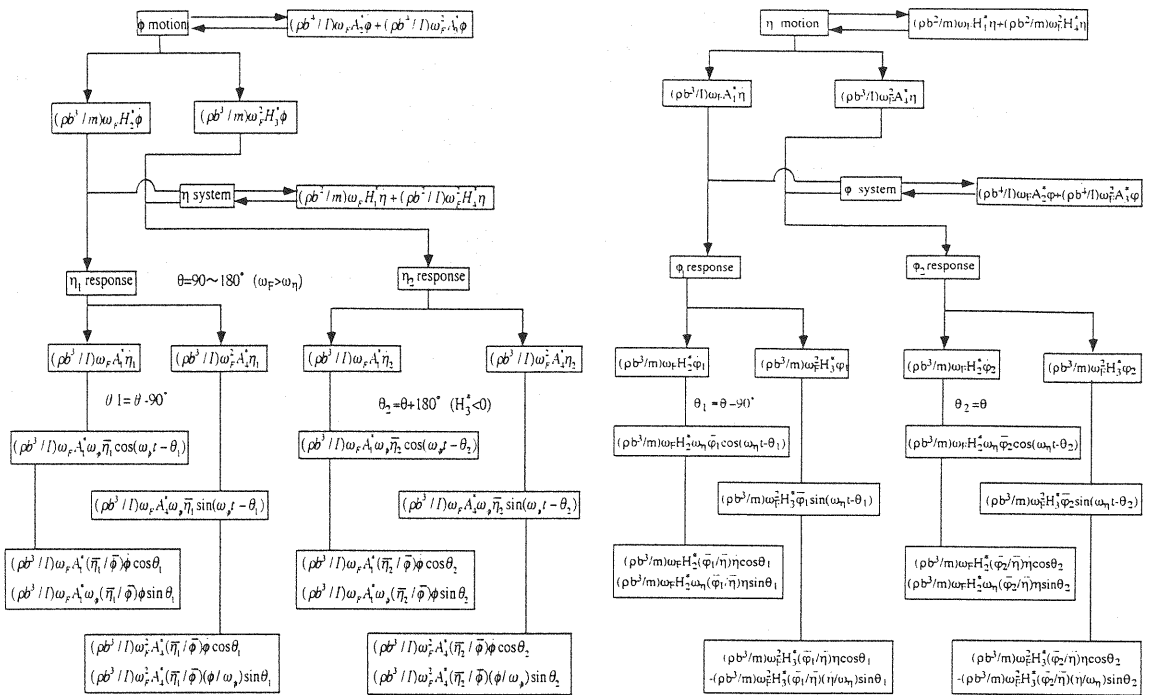 ϕ motion
(ρb⁴/I)ω_F A₂*ϕ̇ + (ρb⁴/I)ω_F² A₃*ϕ
(ρb³/m)ω_F H₂*ϕ̇
(ρb³/m)ω_F² H₃*ϕ
η system
(ρb²/m)ω_F H₁*η̇ + (ρb²/I)ω_F² H₄*η
η₁ response
θ=90~180° (ω_F>ω_η)
η₂ response
(ρb³/I)ω_F A₁*η̇₁
(ρb³/I)ω_F² A₄*η₁
(ρb³/I)ω_F A₁*η̇₂
(ρb³/I)ω_F² A₄*η₂
θ1=θ-90°
θ₂=θ+180° (H₃*<0)
(ρb³/I)ω_F A₁*ω_ϕ η̄₁ cos(ω_ϕ t−θ₁)
(ρb³/I)ω_F A₁*ω_ϕ η̄₂ cos(ω_ϕ t−θ₂)
(ρb³/I)ω_F A₄*ω_ϕ η̄₁ sin(ω_ϕ t−θ₁)
(ρb³/I)ω_F A₄*ω_ϕ η̄₂ sin(ω_ϕ t−θ₂)
(ρb³/I)ω_F A₁*(η̄₁/ϕ̄)ϕ̇ cosθ₁
(ρb³/I)ω_F A₁*ω_ϕ(η̄₁/ϕ̄)ϕ sinθ₁
(ρb³/I)ω_F A₁*(η̄₂/ϕ̄)ϕ̇ cosθ₂
(ρb³/I)ω_F A₁*ω_ϕ(η̄₂/ϕ̄)ϕ sinθ₂
(ρb³/I)ω_F² A₄*(η̄₁/ϕ̄)ϕ cosθ₁
(ρb³/I)ω_F² A₄*(η̄₁/ϕ̄)(ϕ̇/ω_ϕ)sinθ₁
(ρb³/I)ω_F² A₄*(η̄₂/ϕ̄)ϕ cosθ₂
(ρb³/I)ω_F² A₄*(η̄₂/ϕ̄)(ϕ̇/ω_ϕ)sinθ₂
η motion
(ρb²/m)ω_F H₁*η̇+(ρb²/m)ω_F² H₄*η
(ρb³/I)ω_F A₁*η̇
(ρb³/I)ω_F² A₄*η
φ system
(ρb⁴/I)ω_F A₂*φ̇+(ρb⁴/I)ω_F² A₃*φ
φ₁ response
φ₂ response
(ρb³/m)ω_F H₂*φ̇₁
(ρb³/m)ω_F² H₃*φ₁
(ρb³/m)ω_F H₂*φ̇₂
(ρb³/m)ω_F² H₃*φ₂
θ₁=θ−90°
θ₂=θ
(ρb³/m)ω_F H₂*ω_η φ̄₁cos(ω_η t-θ₁)
(ρb³/m)ω_F H₂*ω_η φ̄₂cos(ω_η t-θ₂)
(ρb³/m)ω_F² H₃*φ̄₁sin(ω_η t-θ₁)
(ρb³/m)ω_F² H₃*φ̄₂sin(ω_η t-θ₂)
(ρb³/m)ω_F H₂*(φ̄₁/η̄)η̇cosθ₁
(ρb³/m)ω_F H₂*ω_η(φ̄₁/η̄)ηsinθ₁
(ρb³/m)ω_F H₂*(φ̄₂/η̄)η̇cosθ₂
(ρb³/m)ω_F H₂*ω_η(φ̄₂/η̄)ηsinθ₂
(ρb³/m)ω_F² H₃*(φ̄₁/η̄)ηcosθ₁
-(ρb³/m)ω_F² H₃*(φ̄₁/η̄)(η̇/ω_η)sinθ₁
(ρb³/m)ω_F² H₃*(φ̄₂/η̄)ηcosθ₂
-(ρb³/m)ω_F² H₃*(φ̄₂/η̄)(η̇/ω_η)sinθ₂